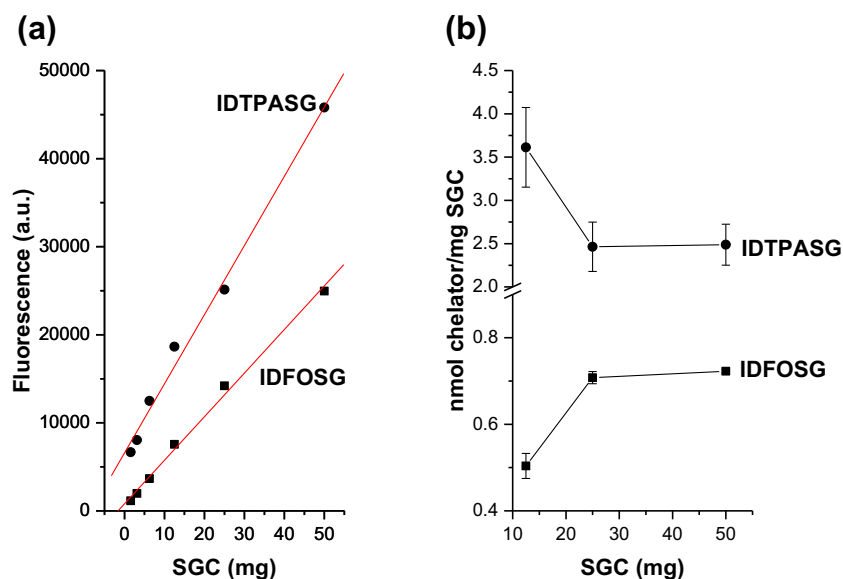 (a)
50000
40000
30000
20000
10000
0
Fluorescence (a.u.)
IDTPASG
IDFOSG
0 10 20 30 40 50
SGC (mg)
(b)
4.5
4.0
3.5
3.0
2.5
2.0
0.8
0.6
0.4
nmol chelator/mg SGC
IDTPASG
IDFOSG
10 20 30 40 50 60
SGC (mg)